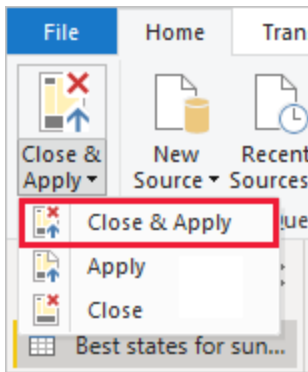 File Home Tran
Close & New Recent
Apply Source Sources
Close & Apply
Apply
Close
Best states for sun...